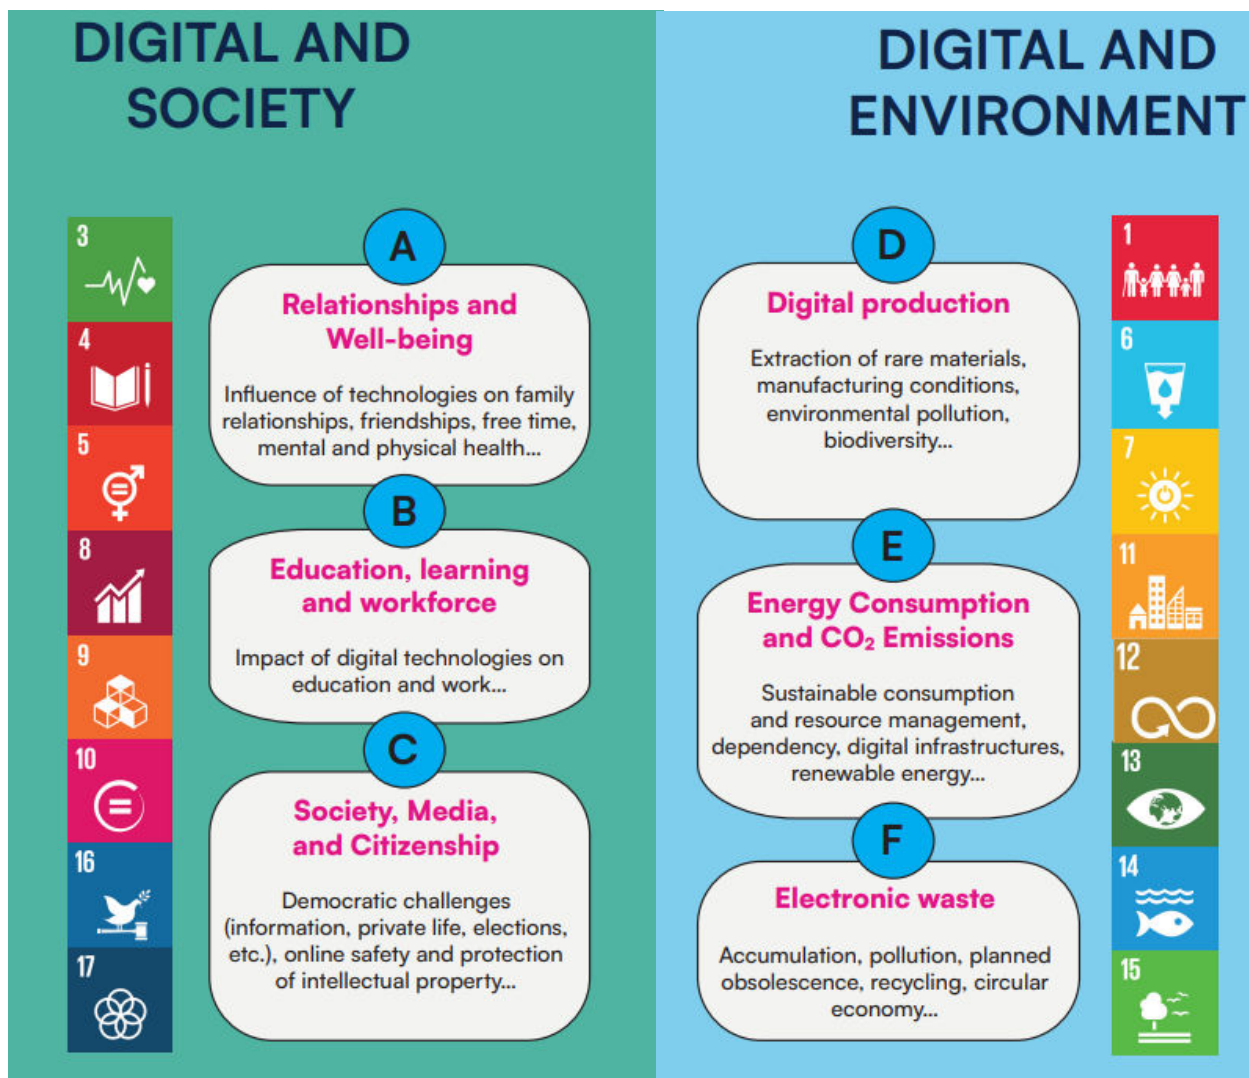 DIGITAL AND
SOCIETY
3
4
5
8
9
10
16
17
A
Relationships and
Well-being
Influence of technologies on family
relationships, friendships, free time,
mental and physical health...
B
Education, learning
and workforce
Impact of digital technologies on
education and work...
C
Society, Media,
and Citizenship
Democratic challenges
(information, private life, elections,
etc.), online safety and protection
of intellectual property...
DIGITAL AND
ENVIRONMENT
D
Digital production
Extraction of rare materials,
manufacturing conditions,
environmental pollution,
biodiversity...
E
Energy Consumption
and CO₂ Emissions
Sustainable consumption
and resource management,
dependency, digital infrastructures,
renewable energy...
F
Electronic waste
Accumulation, pollution, planned
obsolescence, recycling, circular
economy...
1
6
7
11
12
13
14
15